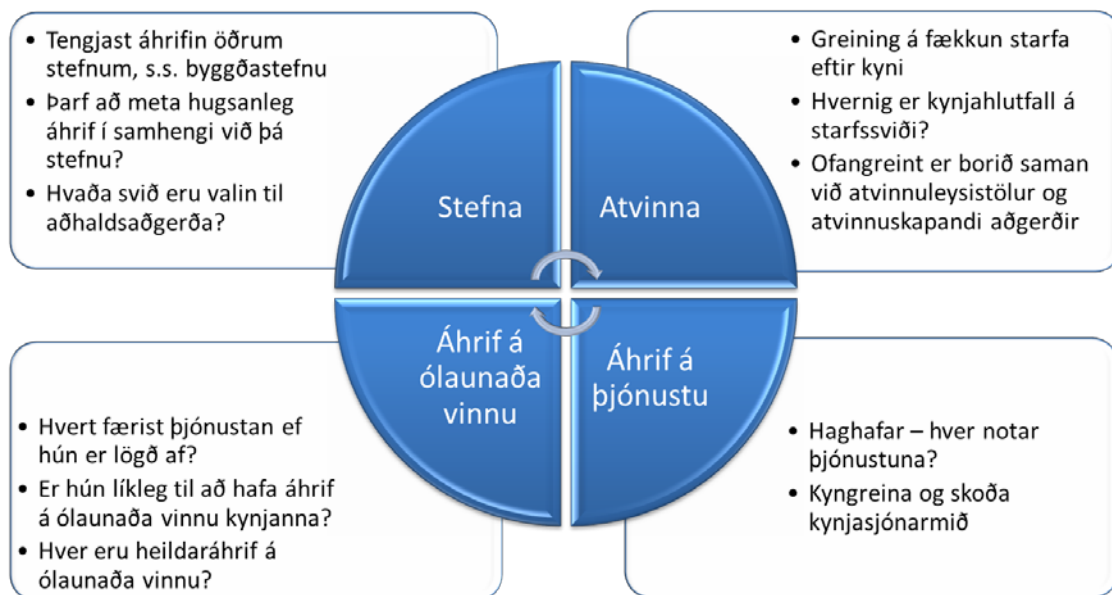 • Tengjast áhrifin öðrum
stefnum, s.s. byggðastefnu
• Þarf að meta hugsanleg
áhrif í samhengi við þá
stefnu?
• Hvaða svið eru valin til
aðhaldsaðgerða?
• Greining á fækkun starfa
eftir kyni
• Hvernig er kynjahlutfall á
starfssviði?
• Ofangreint er borið saman
við atvinnuleysistölur og
atvinnuskapandi aðgerðir
Stefna
Atvinna
Áhrif á
ólaunaða
vinnu
Áhrif á
þjónustu
• Hvert færist þjónustan ef
hún er lögð af?
• Er hún líkleg til að hafa áhrif
á ólaunaða vinnu kynjanna?
• Hver eru heildaráhrif á
ólaunaða vinnu?
• Haghafar – hver notar
þjónustuna?
• Kyngreina og skoða
kynjasjónarmið